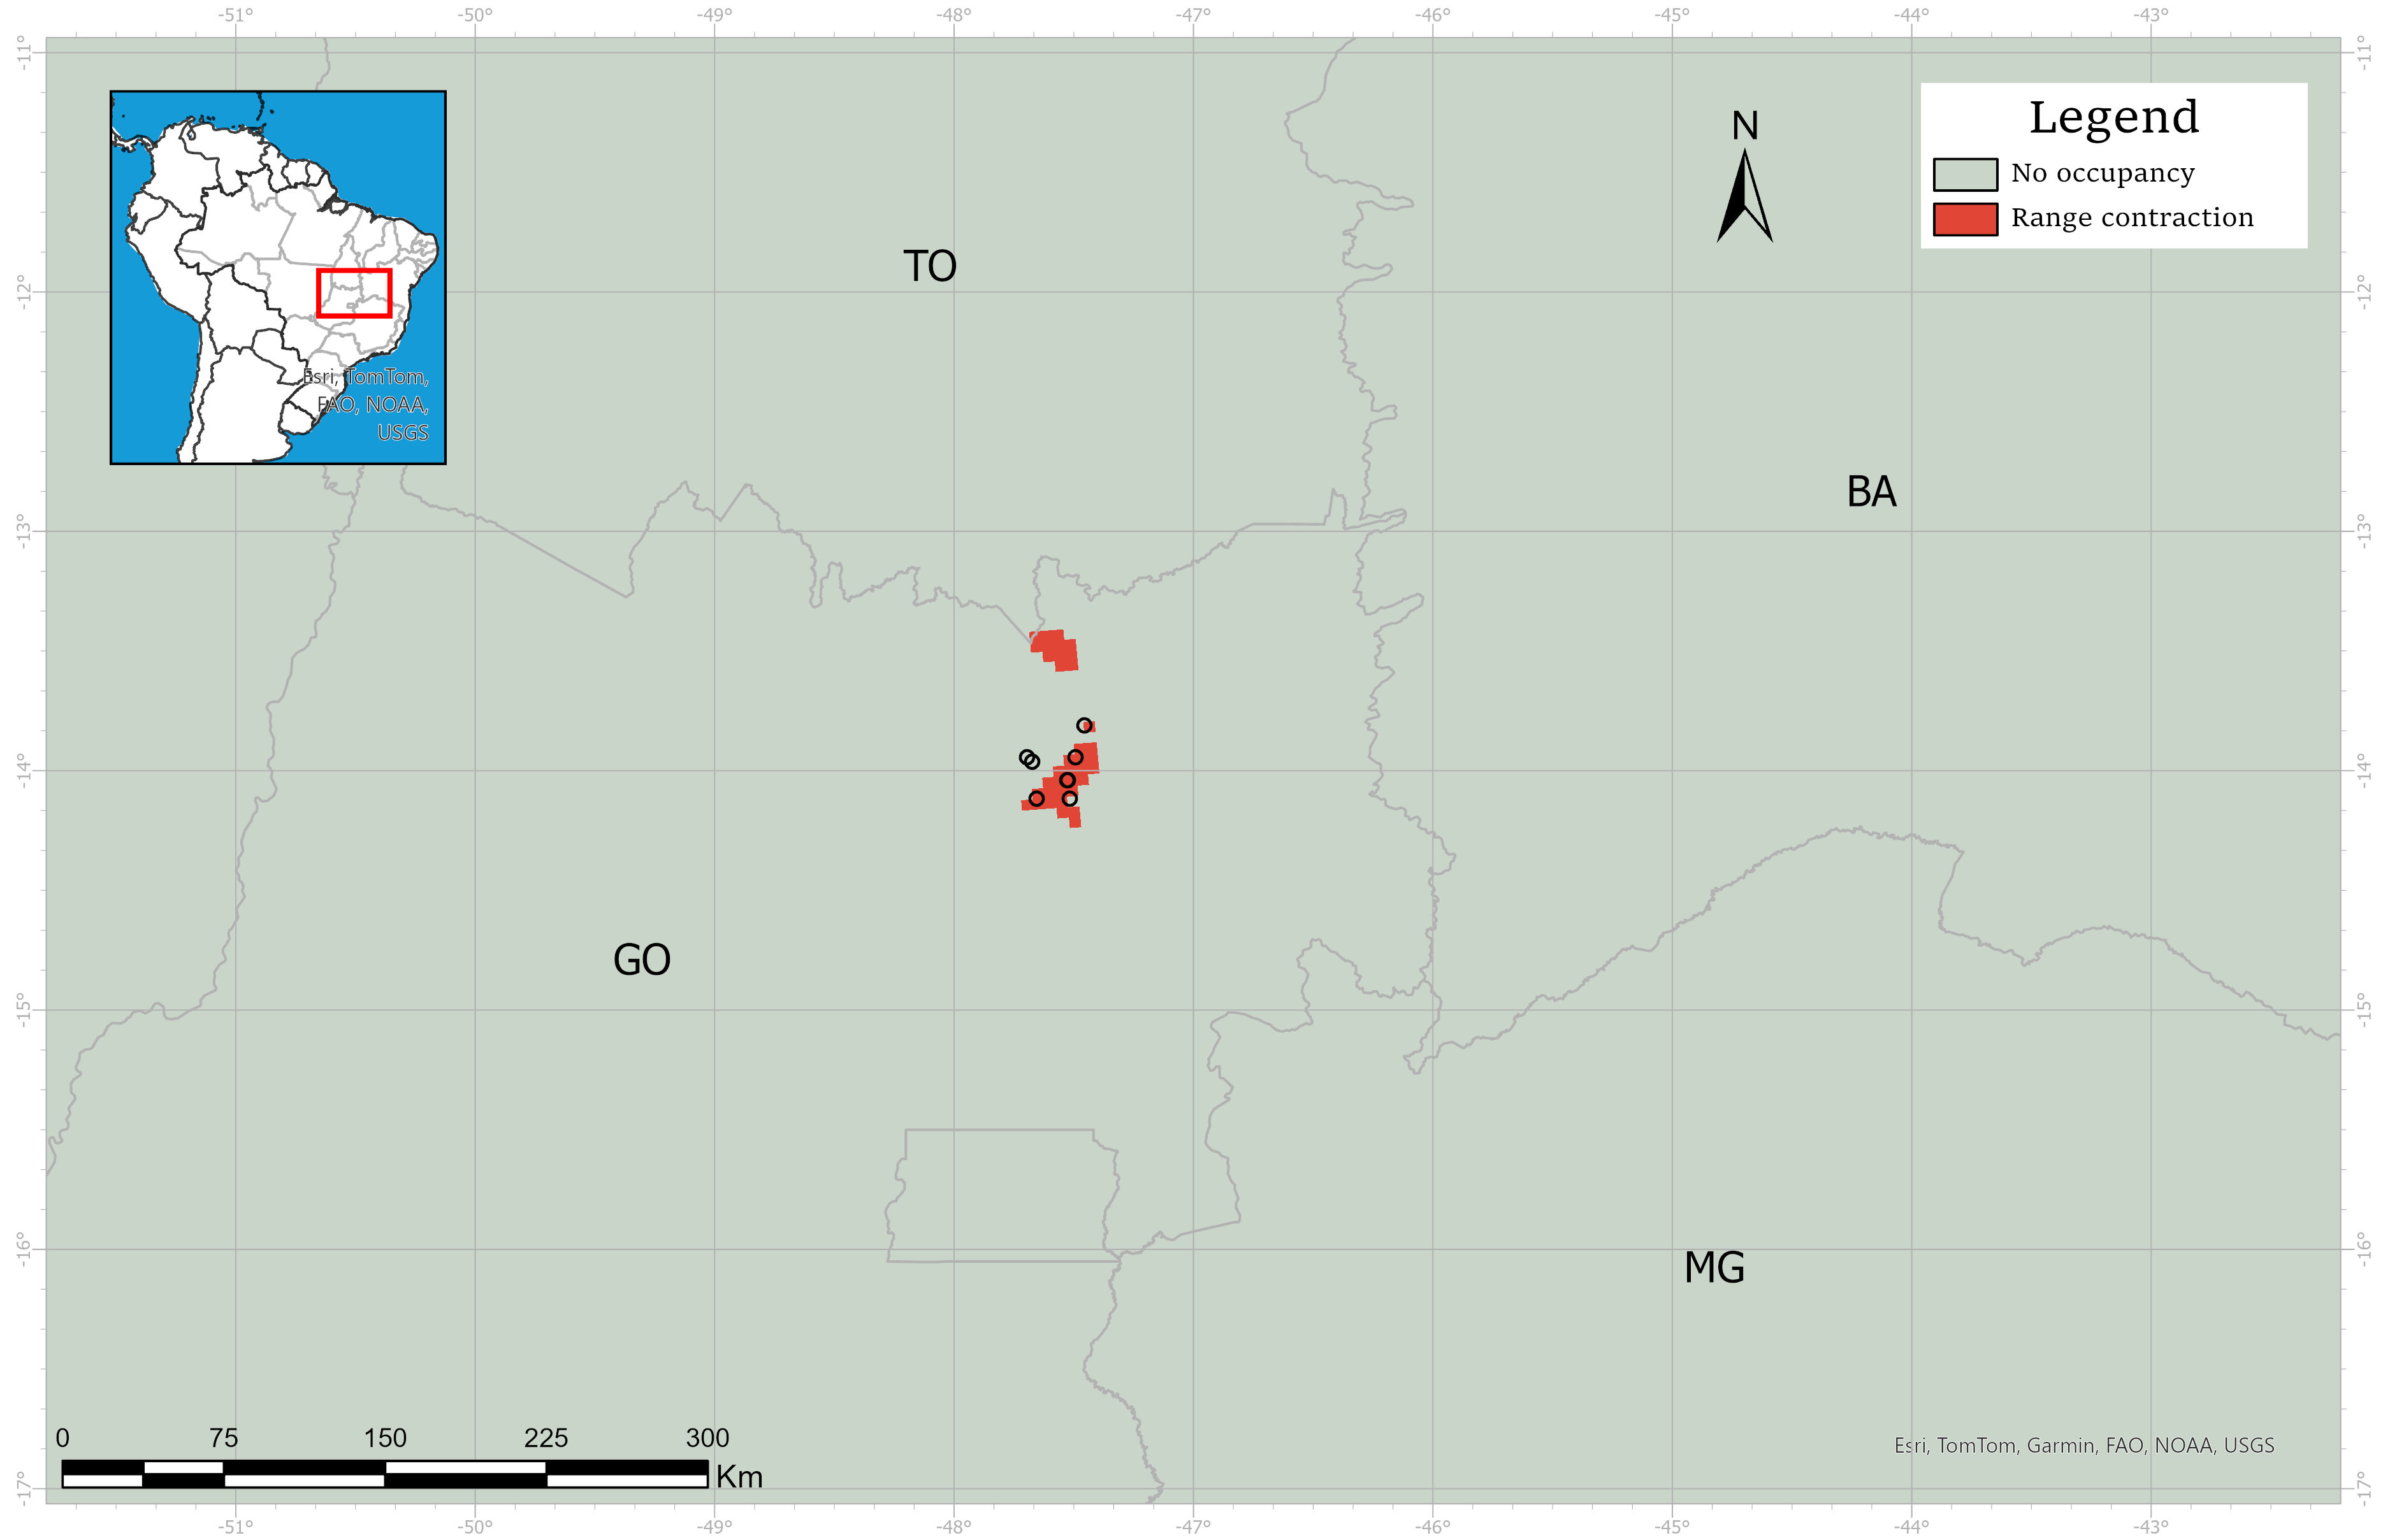 -51° -50° -49° -48° -47° -46° -45° -44° -43°
-11° -11°
Legend
No occupancy
Range contraction
N
TO
-12° -12°
Esri, TomTom,
FAO, NOAA,
USGS
BA
-13° -13°
-14° -14°
GO
-15° -15°
-16° -16°
MG
0 75 150 225 300
Km
Esri, TomTom, Garmin, FAO, NOAA, USGS
-17° -17°
-51° -50° -49° -48° -47° -46° -45° -44° -43°